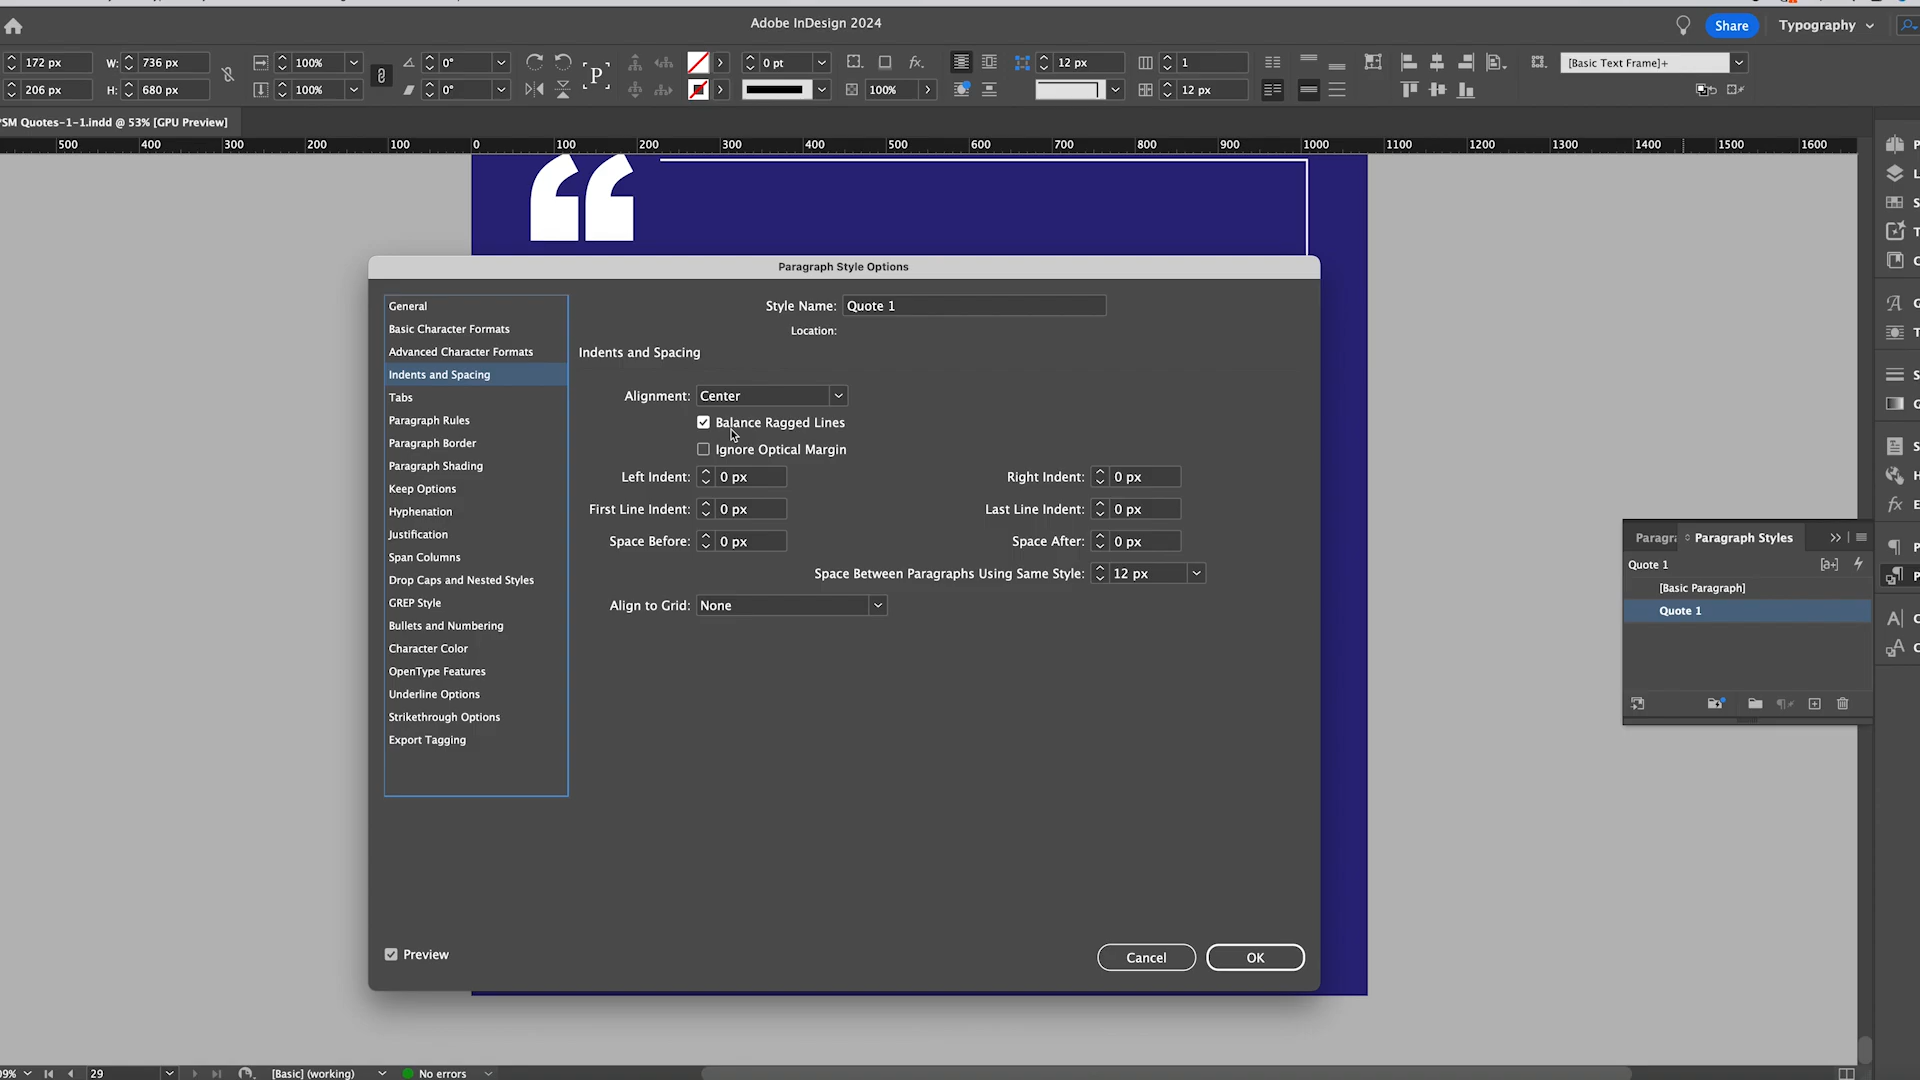 Adobe InDesign 2024
Share
Typography
172 px
W: 736 px
100%
0°
0 pt
12 px
1
[Basic Text Frame]+
206 px
H: 680 px
100%
0°
100%
12 px
SM Quotes-1-1.indd @ 53% [GPU Preview]
500 400 300 200 100 0 100 200 300 400 500 600 700 800 900 1000 1100 1200 1300 1400 1500 1600
“
Paragraph Style Options
General
Basic Character Formats
Advanced Character Formats
Indents and Spacing
Tabs
Paragraph Rules
Paragraph Border
Paragraph Shading
Keep Options
Hyphenation
Justification
Span Columns
Drop Caps and Nested Styles
GREP Style
Bullets and Numbering
Character Color
OpenType Features
Underline Options
Strikethrough Options
Export Tagging
Style Name: Quote 1
Location:
Indents and Spacing
Alignment: Center
Balance Ragged Lines
Ignore Optical Margin
Left Indent: 0 px
Right Indent: 0 px
First Line Indent: 0 px
Last Line Indent: 0 px
Space Before: 0 px
Space After: 0 px
Space Between Paragraphs Using Same Style: 12 px
Align to Grid: None
Preview
Cancel
OK
Paragr
Paragraph Styles
Quote 1
[Basic Paragraph]
Quote 1
29
[Basic] (working)
No errors